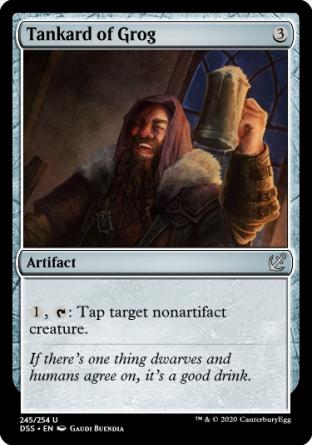 Tankard of Grog 3
Artifact
1, T: Tap target nonartifact
creature.
If there's one thing dwarves and
humans agree on, it's a good drink.
245/254 U
DSS • EN Gaudi Buendia
™ & © 2020 CanterburyEgg